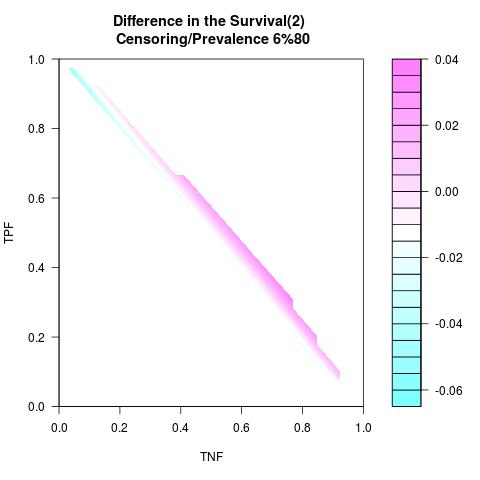 Difference in the Survival(2)
Censoring/Prevalence 6%80
TPF
1.0
0.8
0.6
0.4
0.2
0.0
0.0 0.2 0.4 0.6 0.8 1.0
TNF
0.04
0.02
0.00
-0.02
-0.04
-0.06